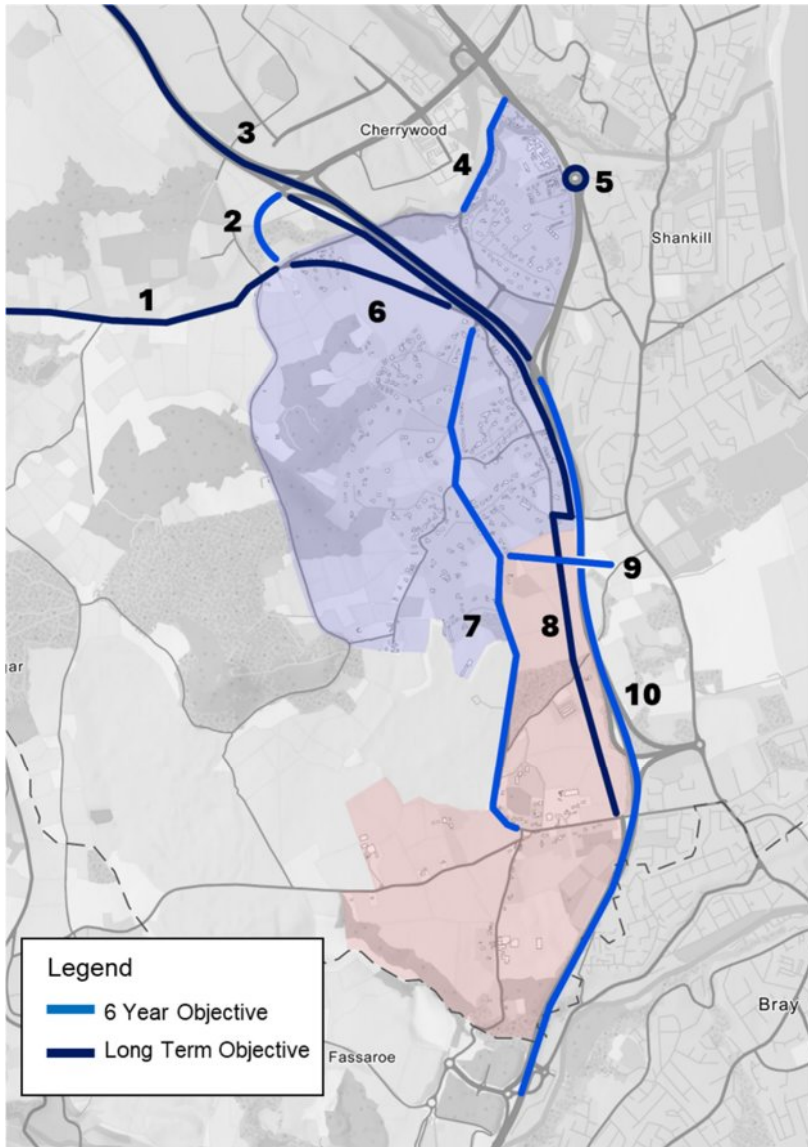 Cherrywood
3
4
5
2
Shankill
1
6
9
7
8
10
gar
Legend
6 Year Objective
Long Term Objective
Bray
Fassaroe